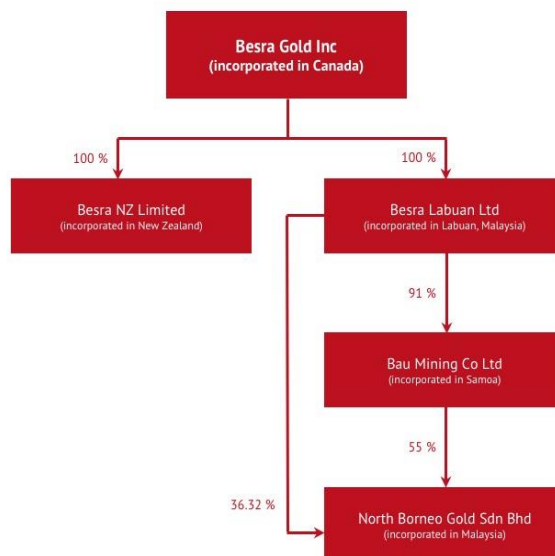 Besra Gold Inc
(incorporated in Canada)
100 %
100 %
Besra NZ Limited
(incorporated in New Zealand)
Besra Labuan Ltd
(incorporated in Labuan, Malaysia)
91 %
Bau Mining Co Ltd
(incorporated in Samoa)
55 %
36.32 %
North Borneo Gold Sdn Bhd
(incorporated in Malaysia)